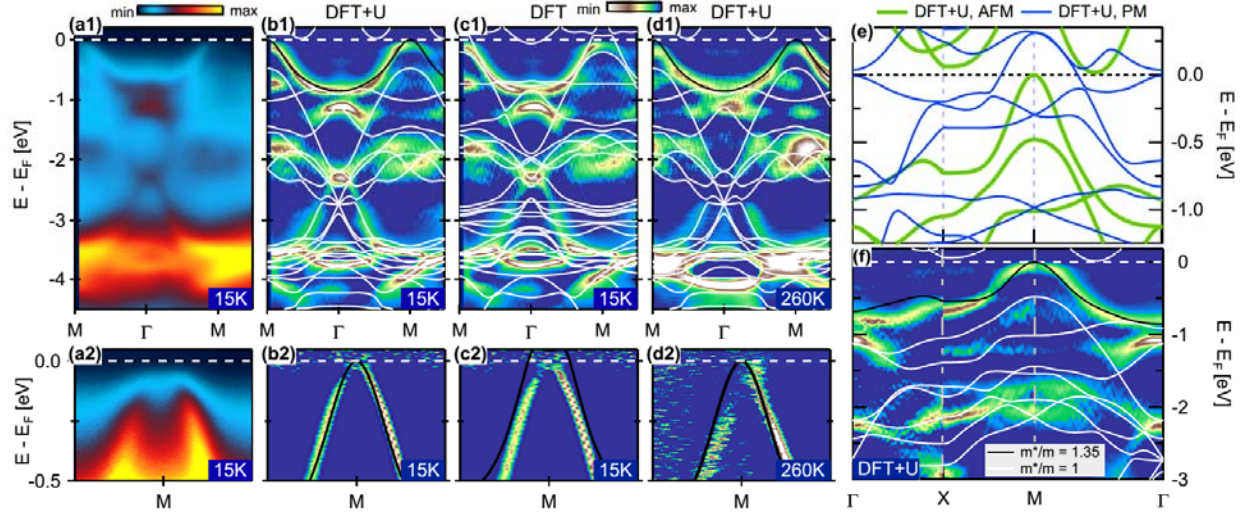 min max
DFT+U
DFT
min max
DFT+U
DFT+U, AFM
DFT+U, PM
(a1)
(b1)
(c1)
(d1)
(e)
0
-1
-2
-3
-4
E - E_F [eV]
15K
15K
15K
260K
M Γ M
M Γ M
M Γ M
M Γ M
0.0
-0.5
-1.0
E - E_F [eV]
(a2)
(b2)
(c2)
(d2)
0.0
-0.5
E - E_F [eV]
15K
15K
15K
260K
M
M
M
M
(f)
0
-1
-2
-3
E - E_F [eV]
DFT+U
m*/m = 1.35
m*/m = 1
Γ X M Γ